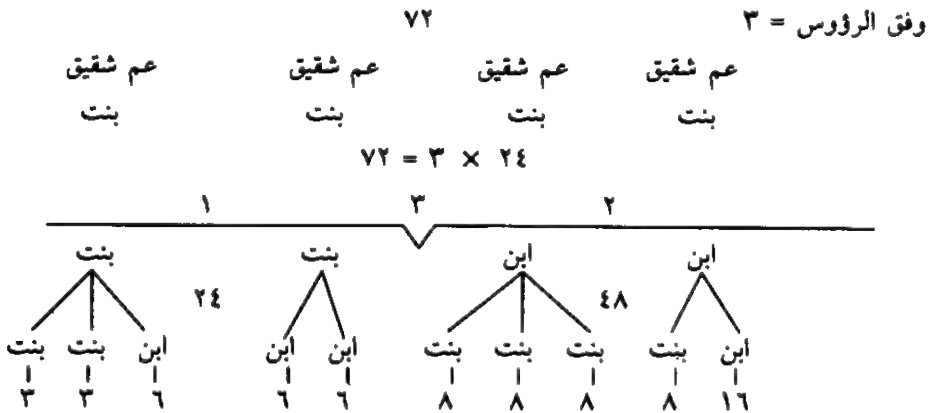 وفق الرؤوس = ٣ ٧٢
عم شقيق عم شقيق عم شقيق عم شقيق
بنت بنت بنت بنت
٢٤ × ٣ = ٧٢
٢ ٣ ١
ابن ابن بنت بنت
٤٨ ٢٤
ابن بنت بنت بنت بنت ابن ابن ابن بنت بنت
١٦ ٨ ٨ ٨ ٨ ٦ ٦ ٦ ٣ ٣